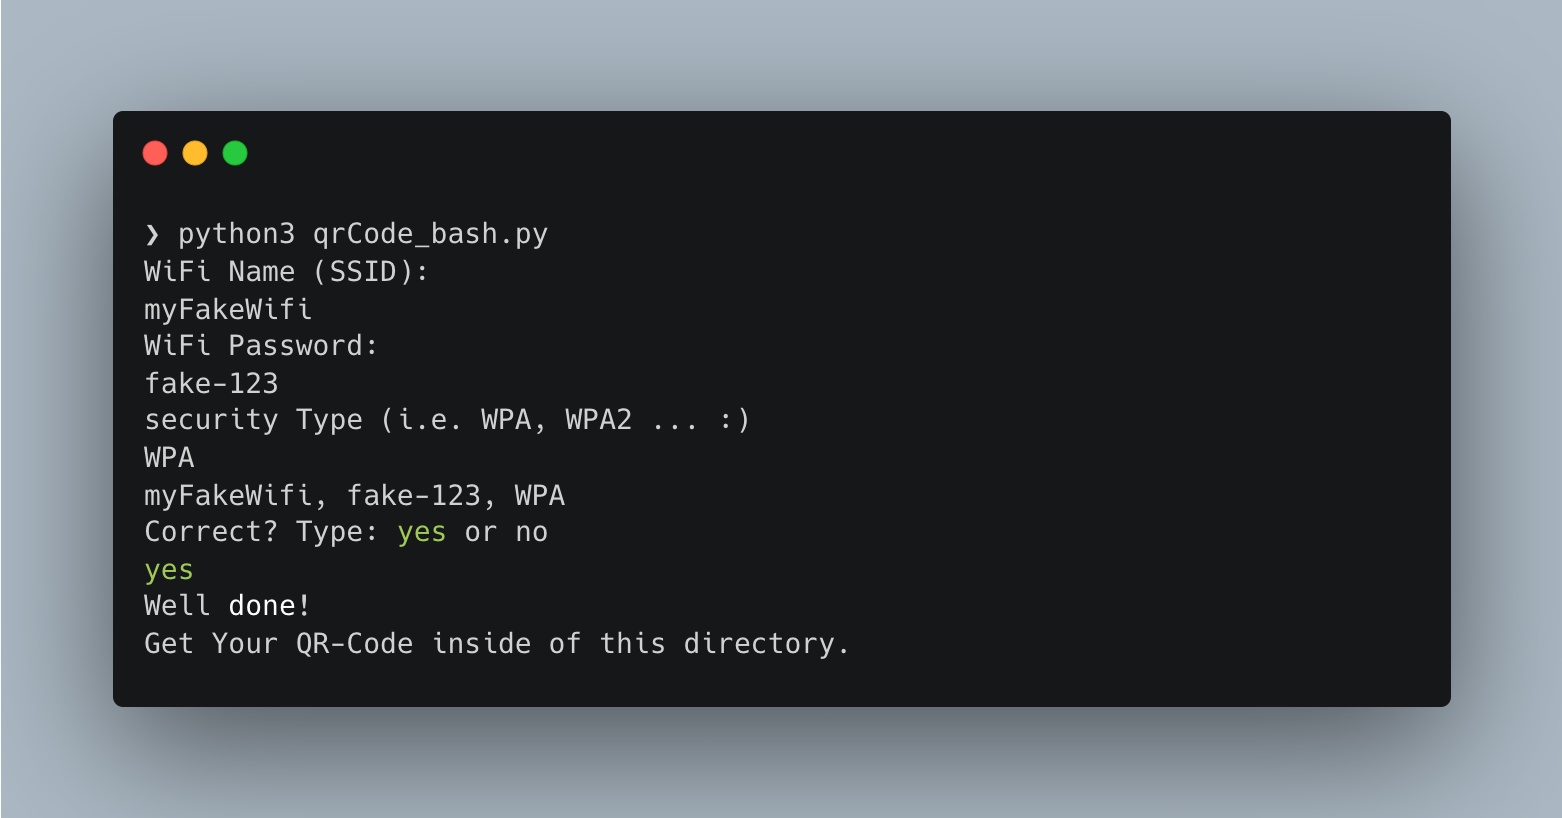 ❯ python3 qrCode_bash.py
WiFi Name (SSID):
myFakeWifi
WiFi Password:
fake-123
security Type (i.e. WPA, WPA2 ... :)
WPA
myFakeWifi, fake-123, WPA
Correct? Type: yes or no
yes
Well done!
Get Your QR-Code inside of this directory.